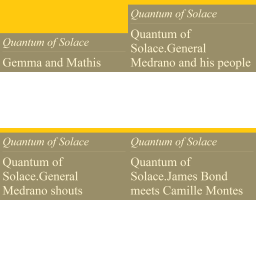 Quantum of Solace
Gemma and Mathis
Quantum of Solace
Quantum of
Solace.General
Medrano and his people
Quantum of Solace
Quantum of
Solace.General
Medrano shouts
Quantum of Solace
Quantum of
Solace.James Bond
meets Camille Montes